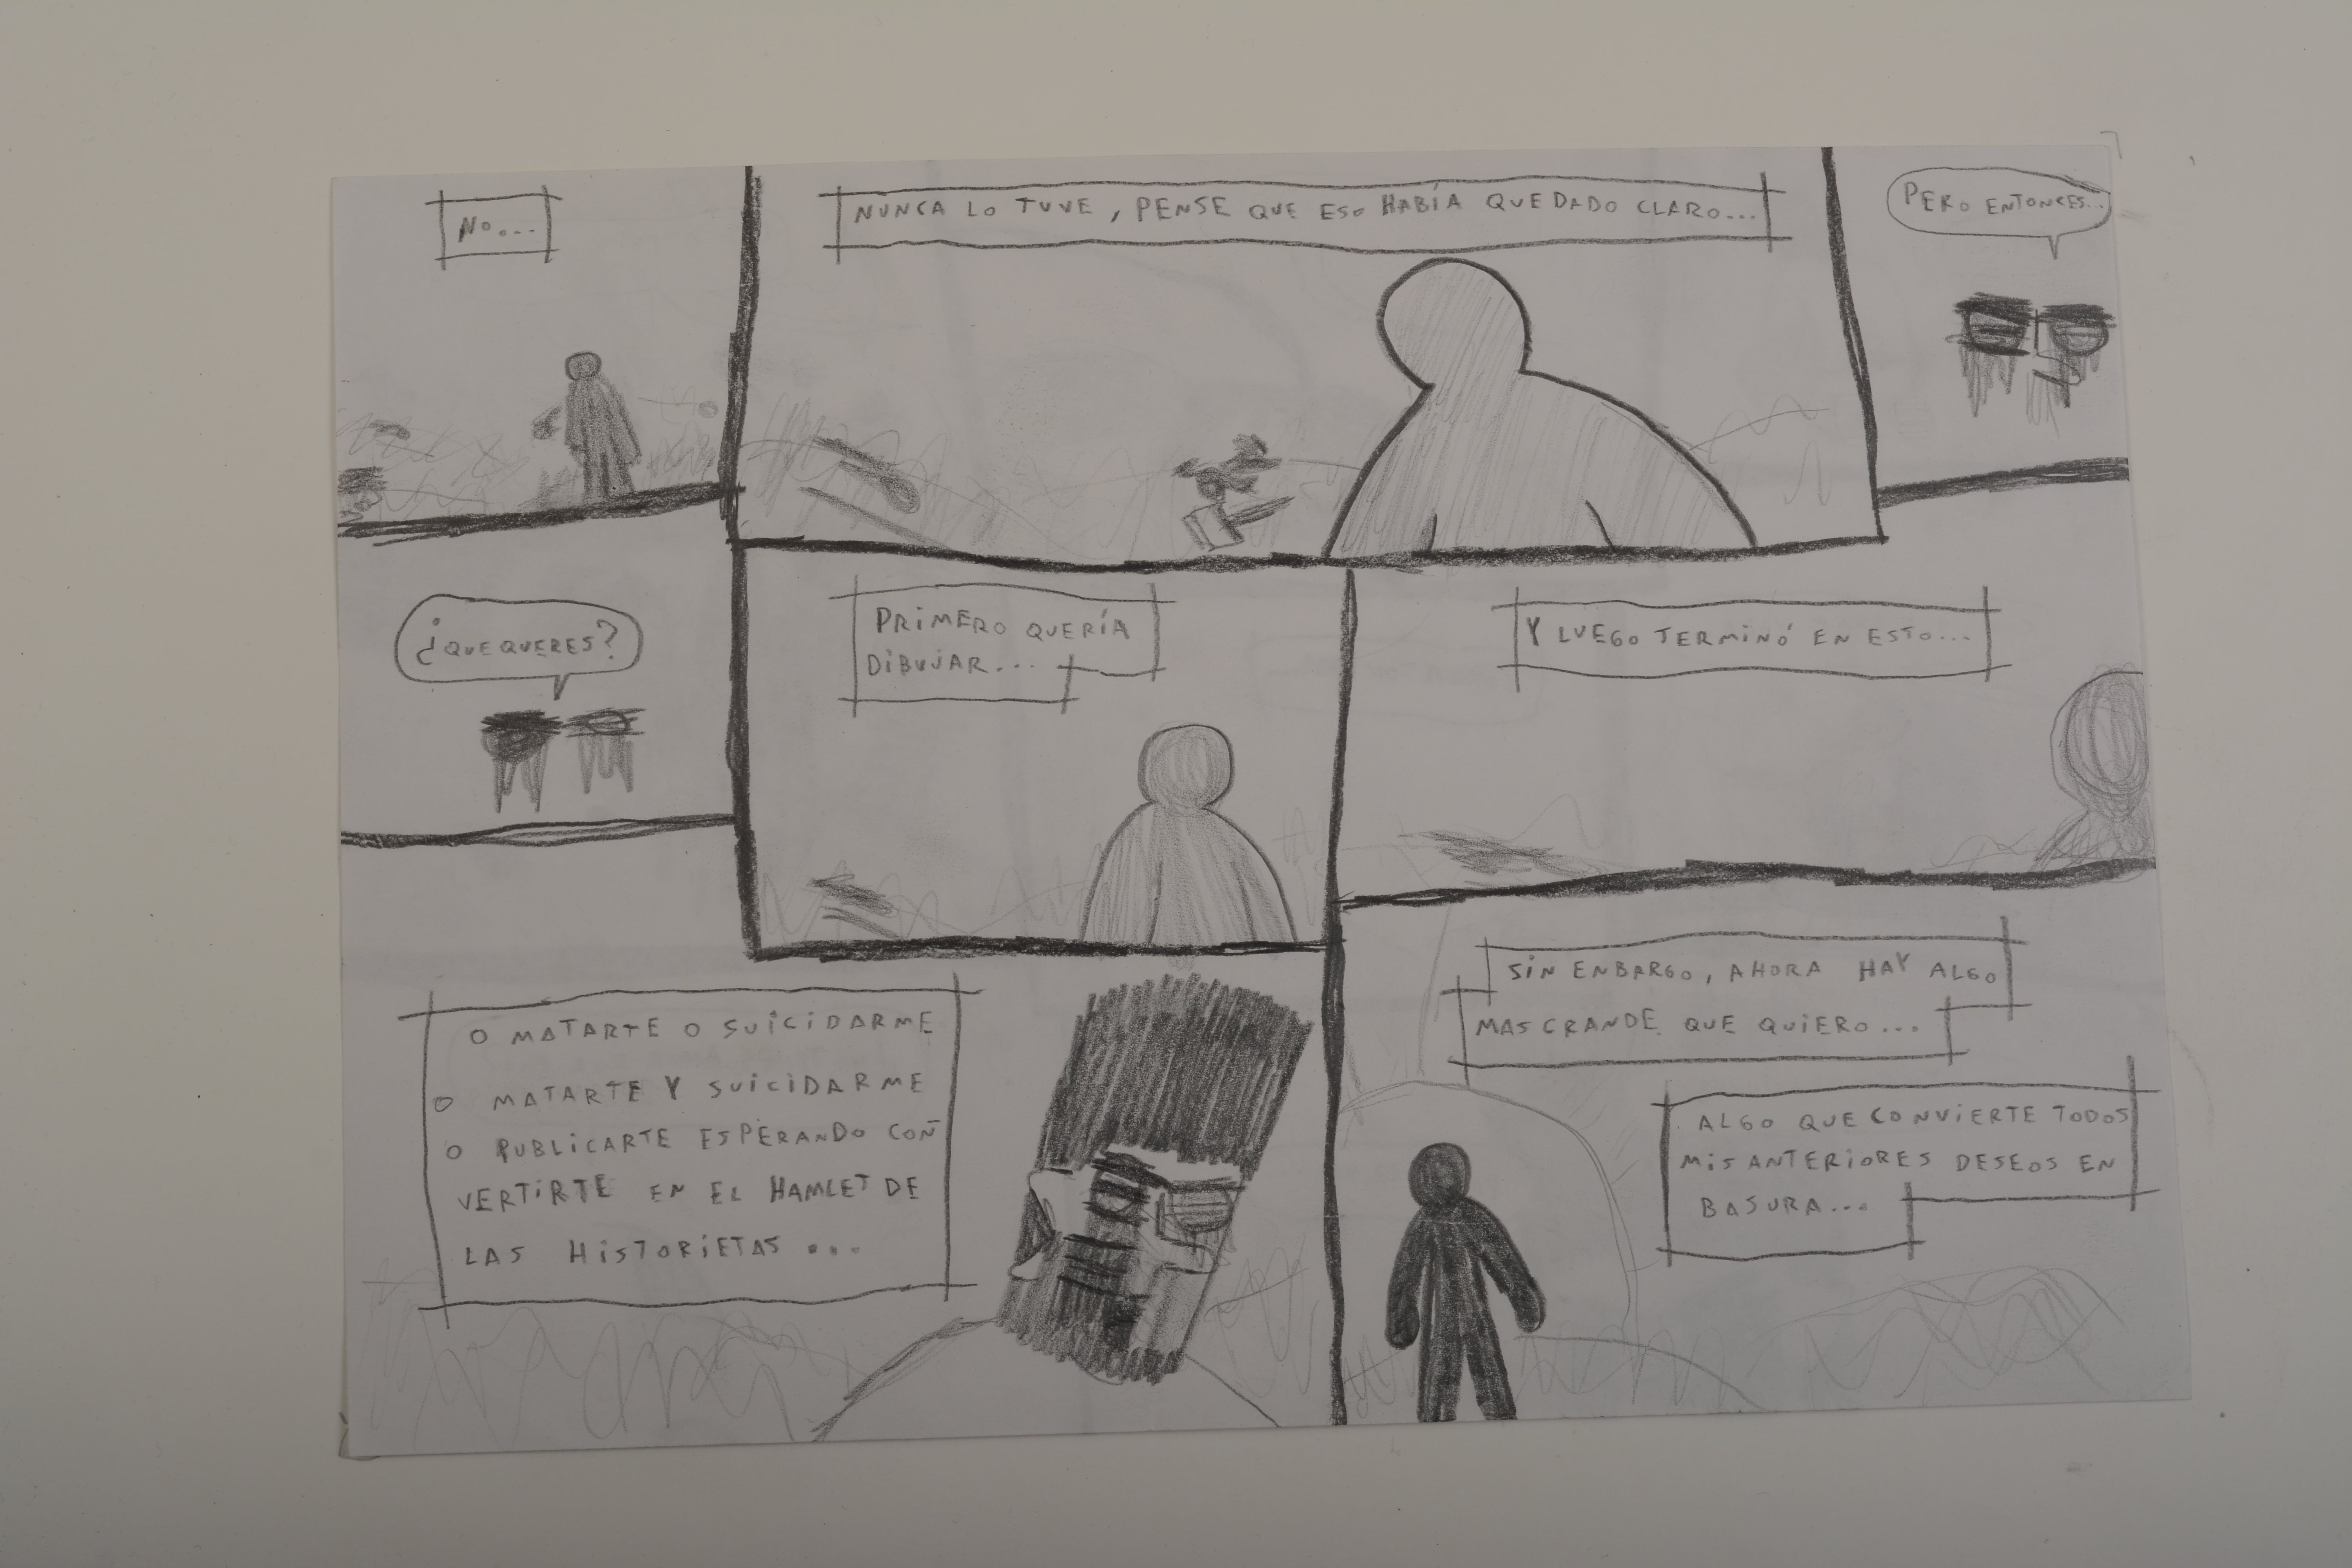 NO...
NUNCA LO TUVE, PENSE QUE ESO HABÍA QUEDADO CLARO...
PERO ENTONCES...
¿QUE QUERES?
PRIMERO QUERÍA
DIBUJAR...
Y LUEGO TERMINÓ EN ESTO...
O MATARTE O SUICIDARME
O MATARTE Y SUICIDARME
O PUBLICARTE ESPERANDO CON
VERTIRTE EN EL HAMLET DE
LAS HISTORIETAS...
SIN ENBARGO, AHORA HAY ALGO
MAS GRANDE QUE QUIERO...
ALGO QUE CONVIERTE TODOS
MIS ANTERIORES DESEOS EN
BASURA...